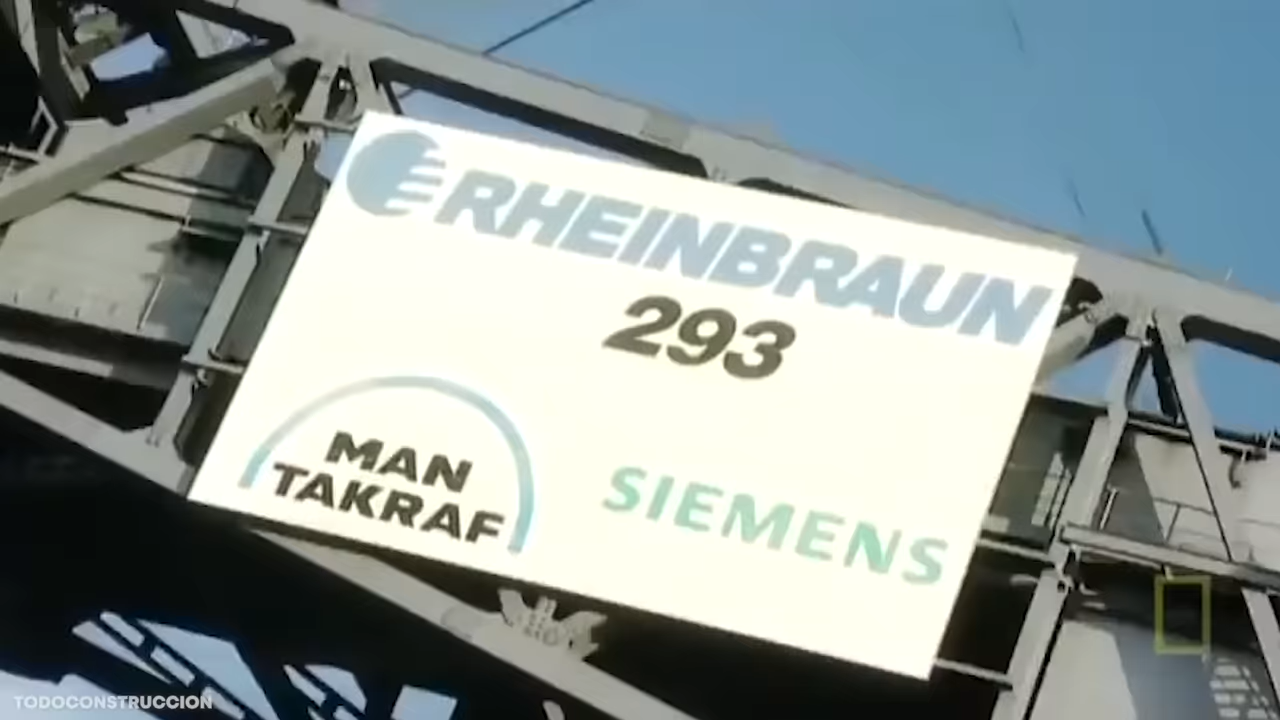 RHEINBRAUN
293
MAN
TAKRAF
SIEMENS
TODOCONSTRUCCION